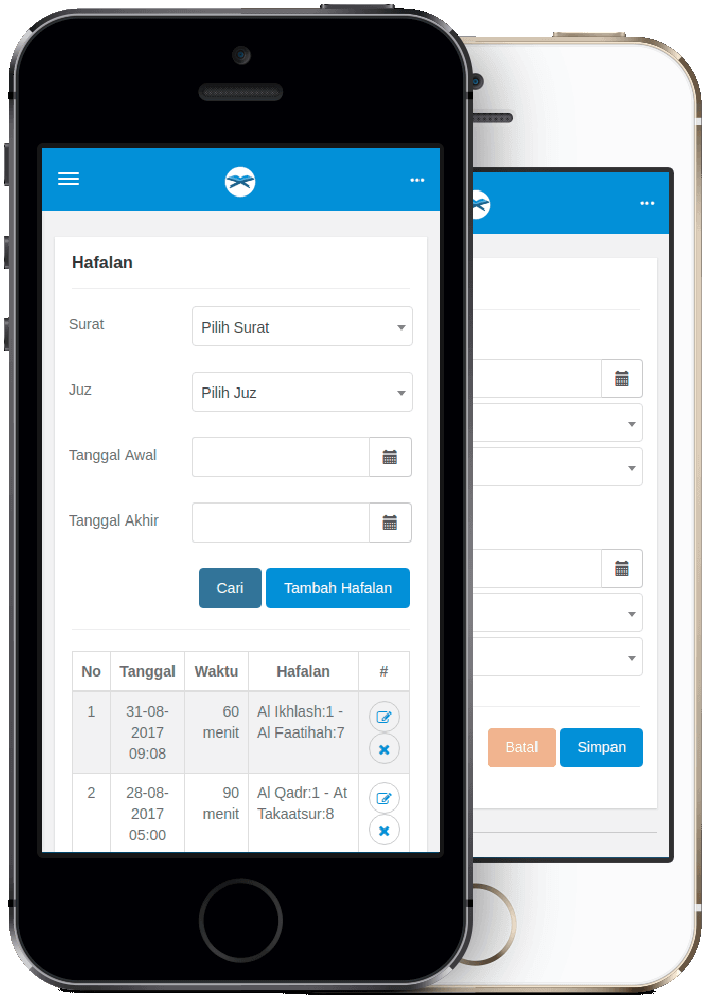 Hafalan
Surat
Pilih Surat
Juz
Pilih Juz
Tanggal Awal
Tanggal Akhir
Cari
Tambah Hafalan
No Tanggal Waktu Hafalan #
1 31-08- 60 Al Ikhlash:1 -
2017 menit Al Faatihah:7
09:08
2 28-08- 90 Al Qadr:1 - At
2017 menit Takaatsur:8
05:00
Batal
Simpan